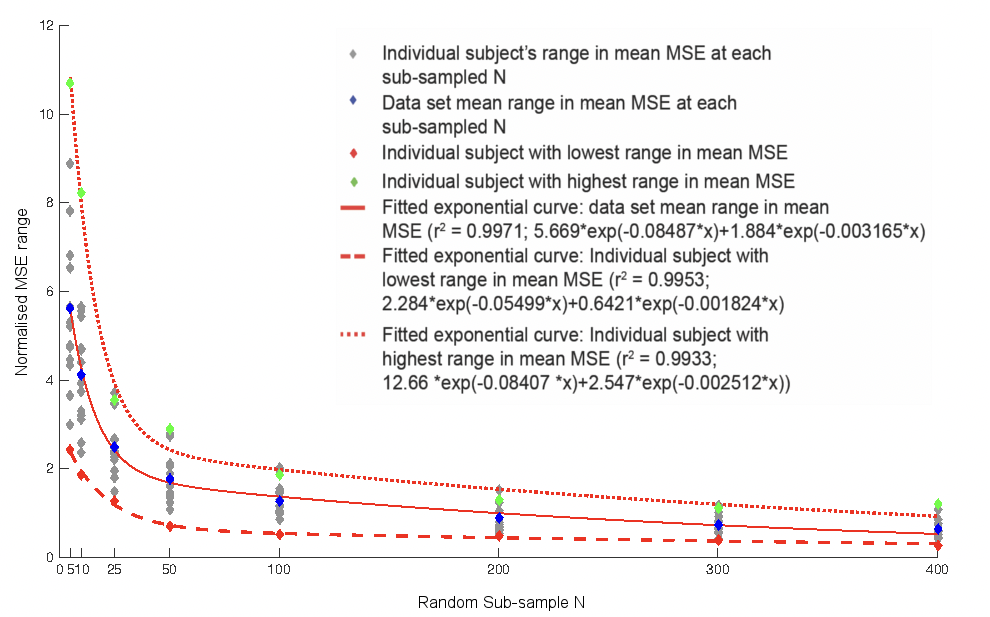 12
10
8
6
4
2
0
Normalised MSE range
0 5 10 25 50 100 200 300 400
Random Sub-sample N
Individual subject's range in mean MSE at each
sub-sampled N
Data set mean range in mean MSE at each
sub-sampled N
Individual subject with lowest range in mean MSE
Individual subject with highest range in mean MSE
Fitted exponential curve: data set mean range in mean
MSE (r² = 0.9971; 5.669*exp(-0.08487*x)+1.884*exp(-0.003165*x)
Fitted exponential curve: Individual subject with
lowest range in mean MSE (r² = 0.9953;
2.284*exp(-0.05499*x)+0.6421*exp(-0.001824*x)
Fitted exponential curve: Individual subject with
highest range in mean MSE (r² = 0.9933;
12.66 *exp(-0.08407 *x)+2.547*exp(-0.002512*x))